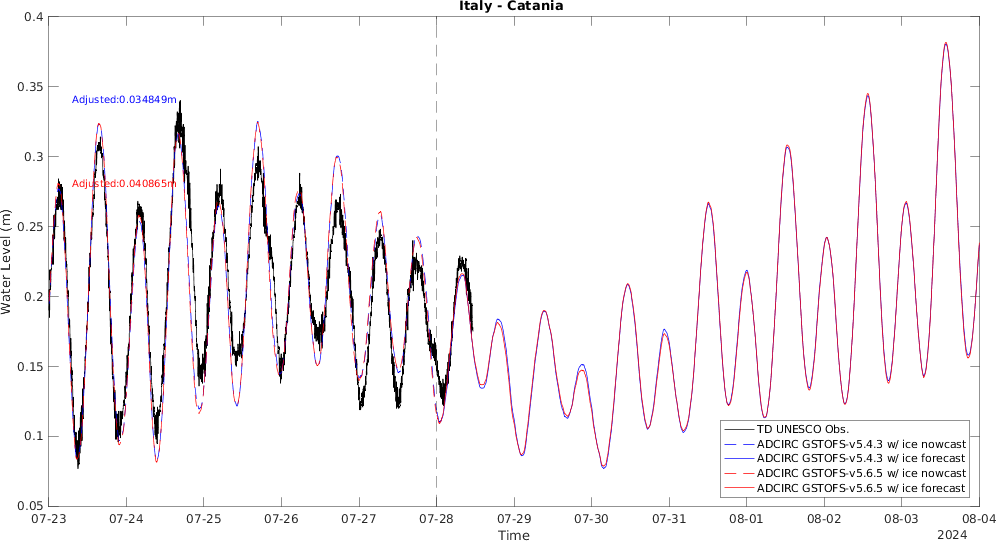 Italy - Catania
0.4
0.35
0.3
0.25
0.2
0.15
0.1
0.05
Water Level (m)
Adjusted:0.034849m
Adjusted:0.040865m
TD UNESCO Obs.
ADCIRC GSTOFS-v5.4.3 w/ ice nowcast
ADCIRC GSTOFS-v5.4.3 w/ ice forecast
ADCIRC GSTOFS-v5.6.5 w/ ice nowcast
ADCIRC GSTOFS-v5.6.5 w/ ice forecast
07-23 07-24 07-25 07-26 07-27 07-28 07-29 07-30 07-31 08-01 08-02 08-03 08-04
Time
2024